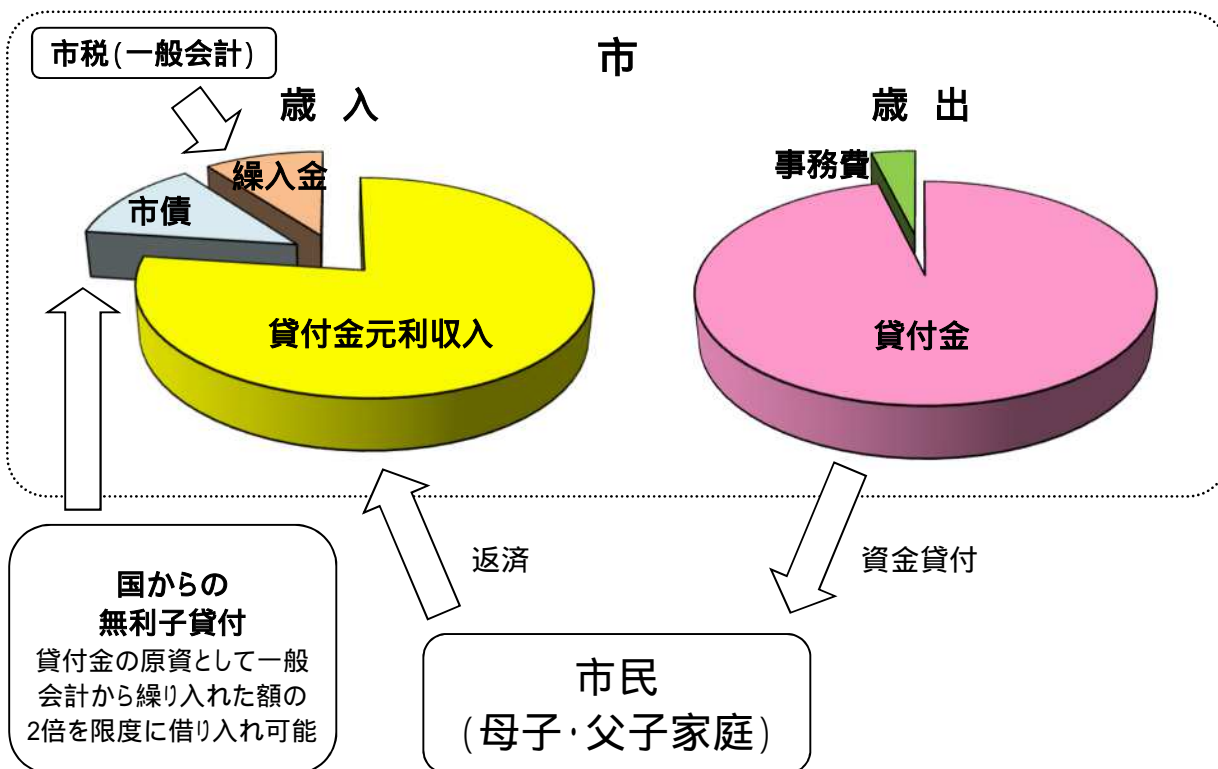 市税(一般会計)
市
歳 入
歳 出
繰入金
市債
事務費
貸付金元利収入
貸付金
返済
資金貸付
国からの
無利子貸付
貸付金の原資として一般
会計から繰り入れた額の
2倍を限度に借り入れ可能
市民
(母子・父子家庭)